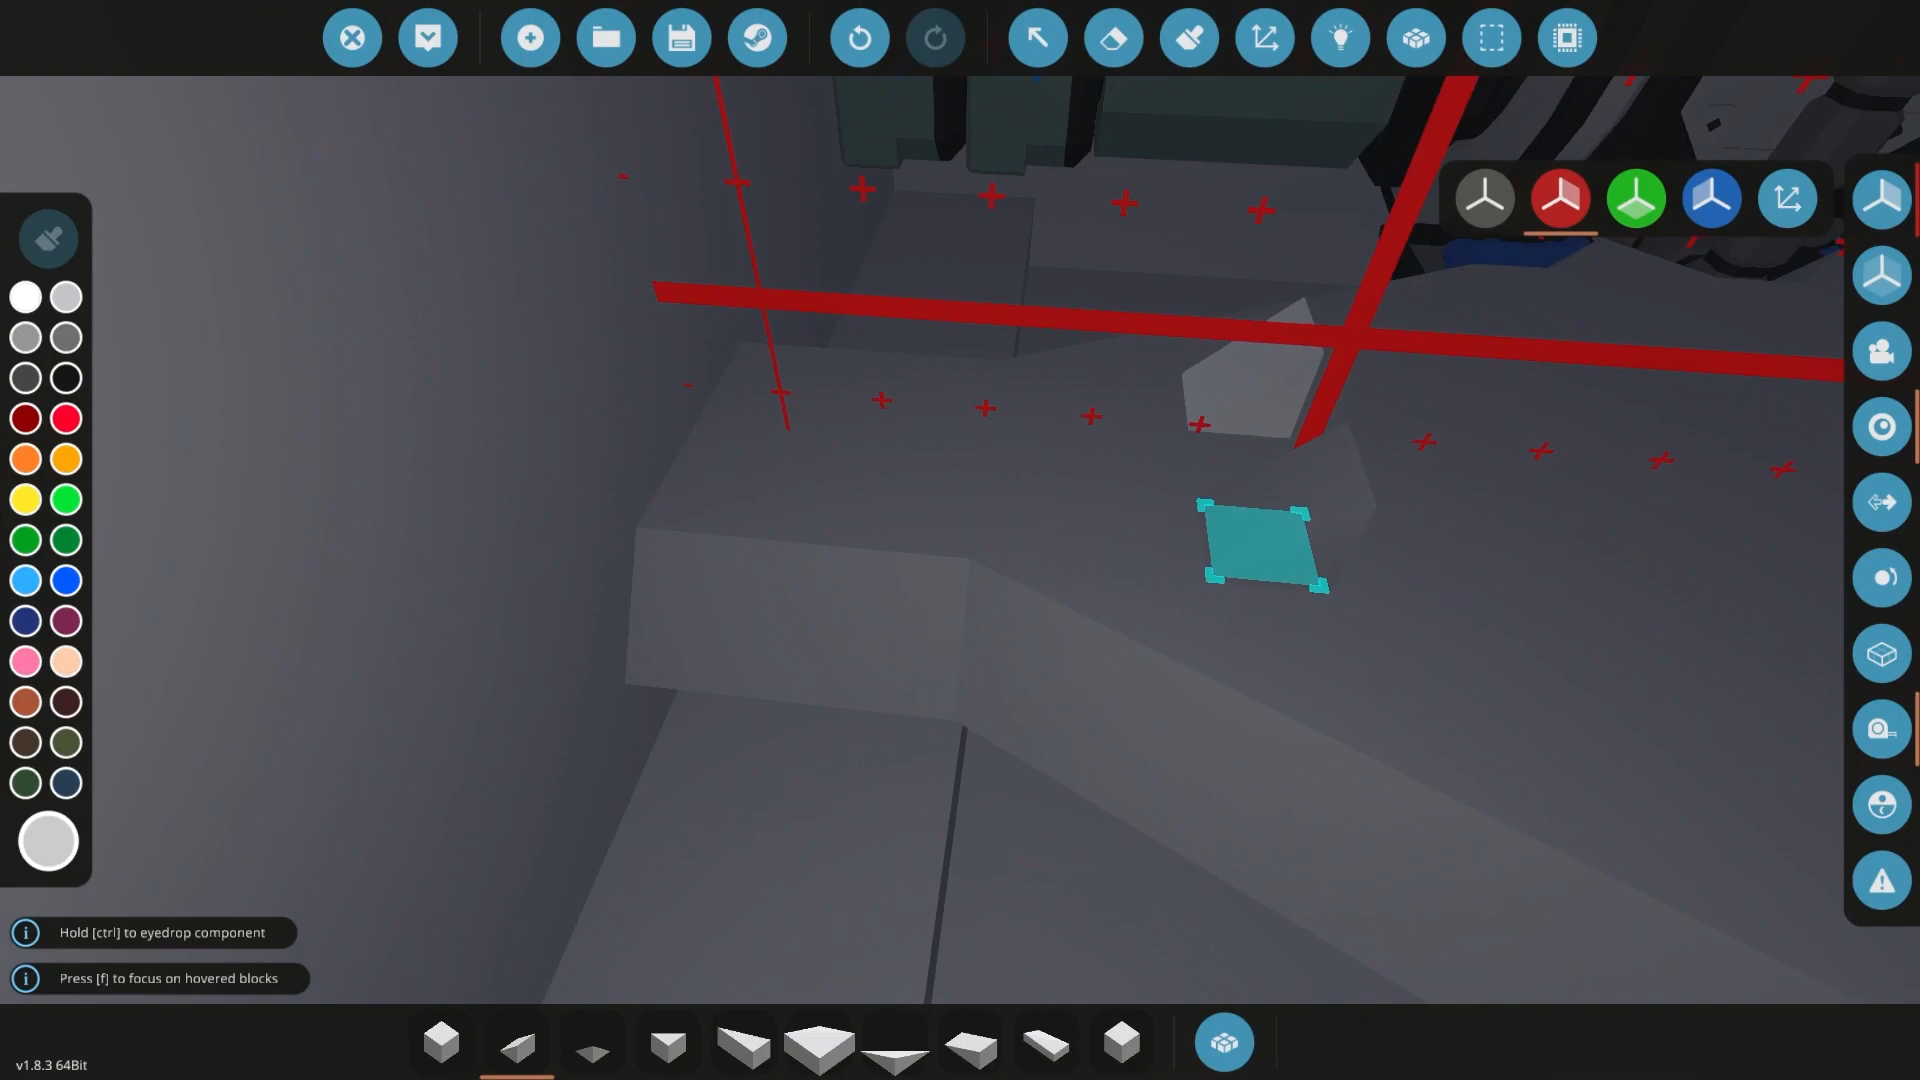 Hold [ctrl] to eyedrop component
Press [f] to focus on hovered blocks
v1.8.3 64Bit